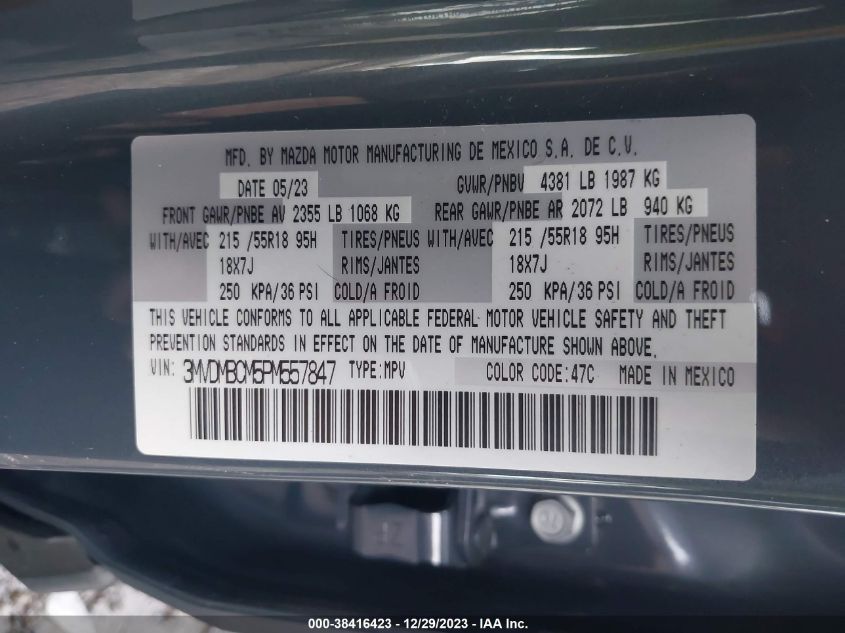 MFD. BY MAZDA MOTOR MANUFACTURING DE MEXICO S.A. DE C.V.
DATE 05/23 GVWR/PNBV 4381 LB 1987 KG
FRONT GAWR/PNBE AV 2355 LB 1068 KG REAR GAWR/PNBE AR 2072 LB 940 KG
WITH/AVEC 215 /55R18 95H TIRES/PNEUS WITH/AVEC 215 /55R18 95H TIRES/PNEUS
18X7J RIMS/JANTES 18X7J RIMS/JANTES
250 KPA/36 PSI COLD/A FROID 250 KPA/36 PSI COLD/A FROID
THIS VEHICLE CONFORMS TO ALL APPLICABLE FEDERAL MOTOR VEHICLE SAFETY AND THEFT
PREVENTION STANDARDS IN EFFECT ON THE DATE OF MANUFACTURE SHOWN ABOVE.
VIN: 3MVDMBCM5PM557847 TYPE:MPV COLOR CODE:47C MADE IN MEXICO
000-38416423 - 12/29/2023 - IAA Inc.